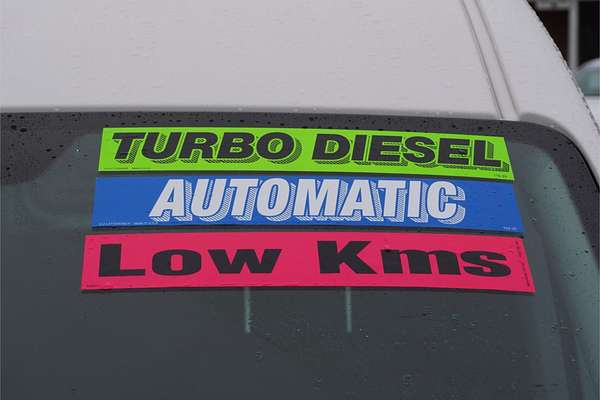 TURBO DIESEL
AUTOMATIC
Low Kms